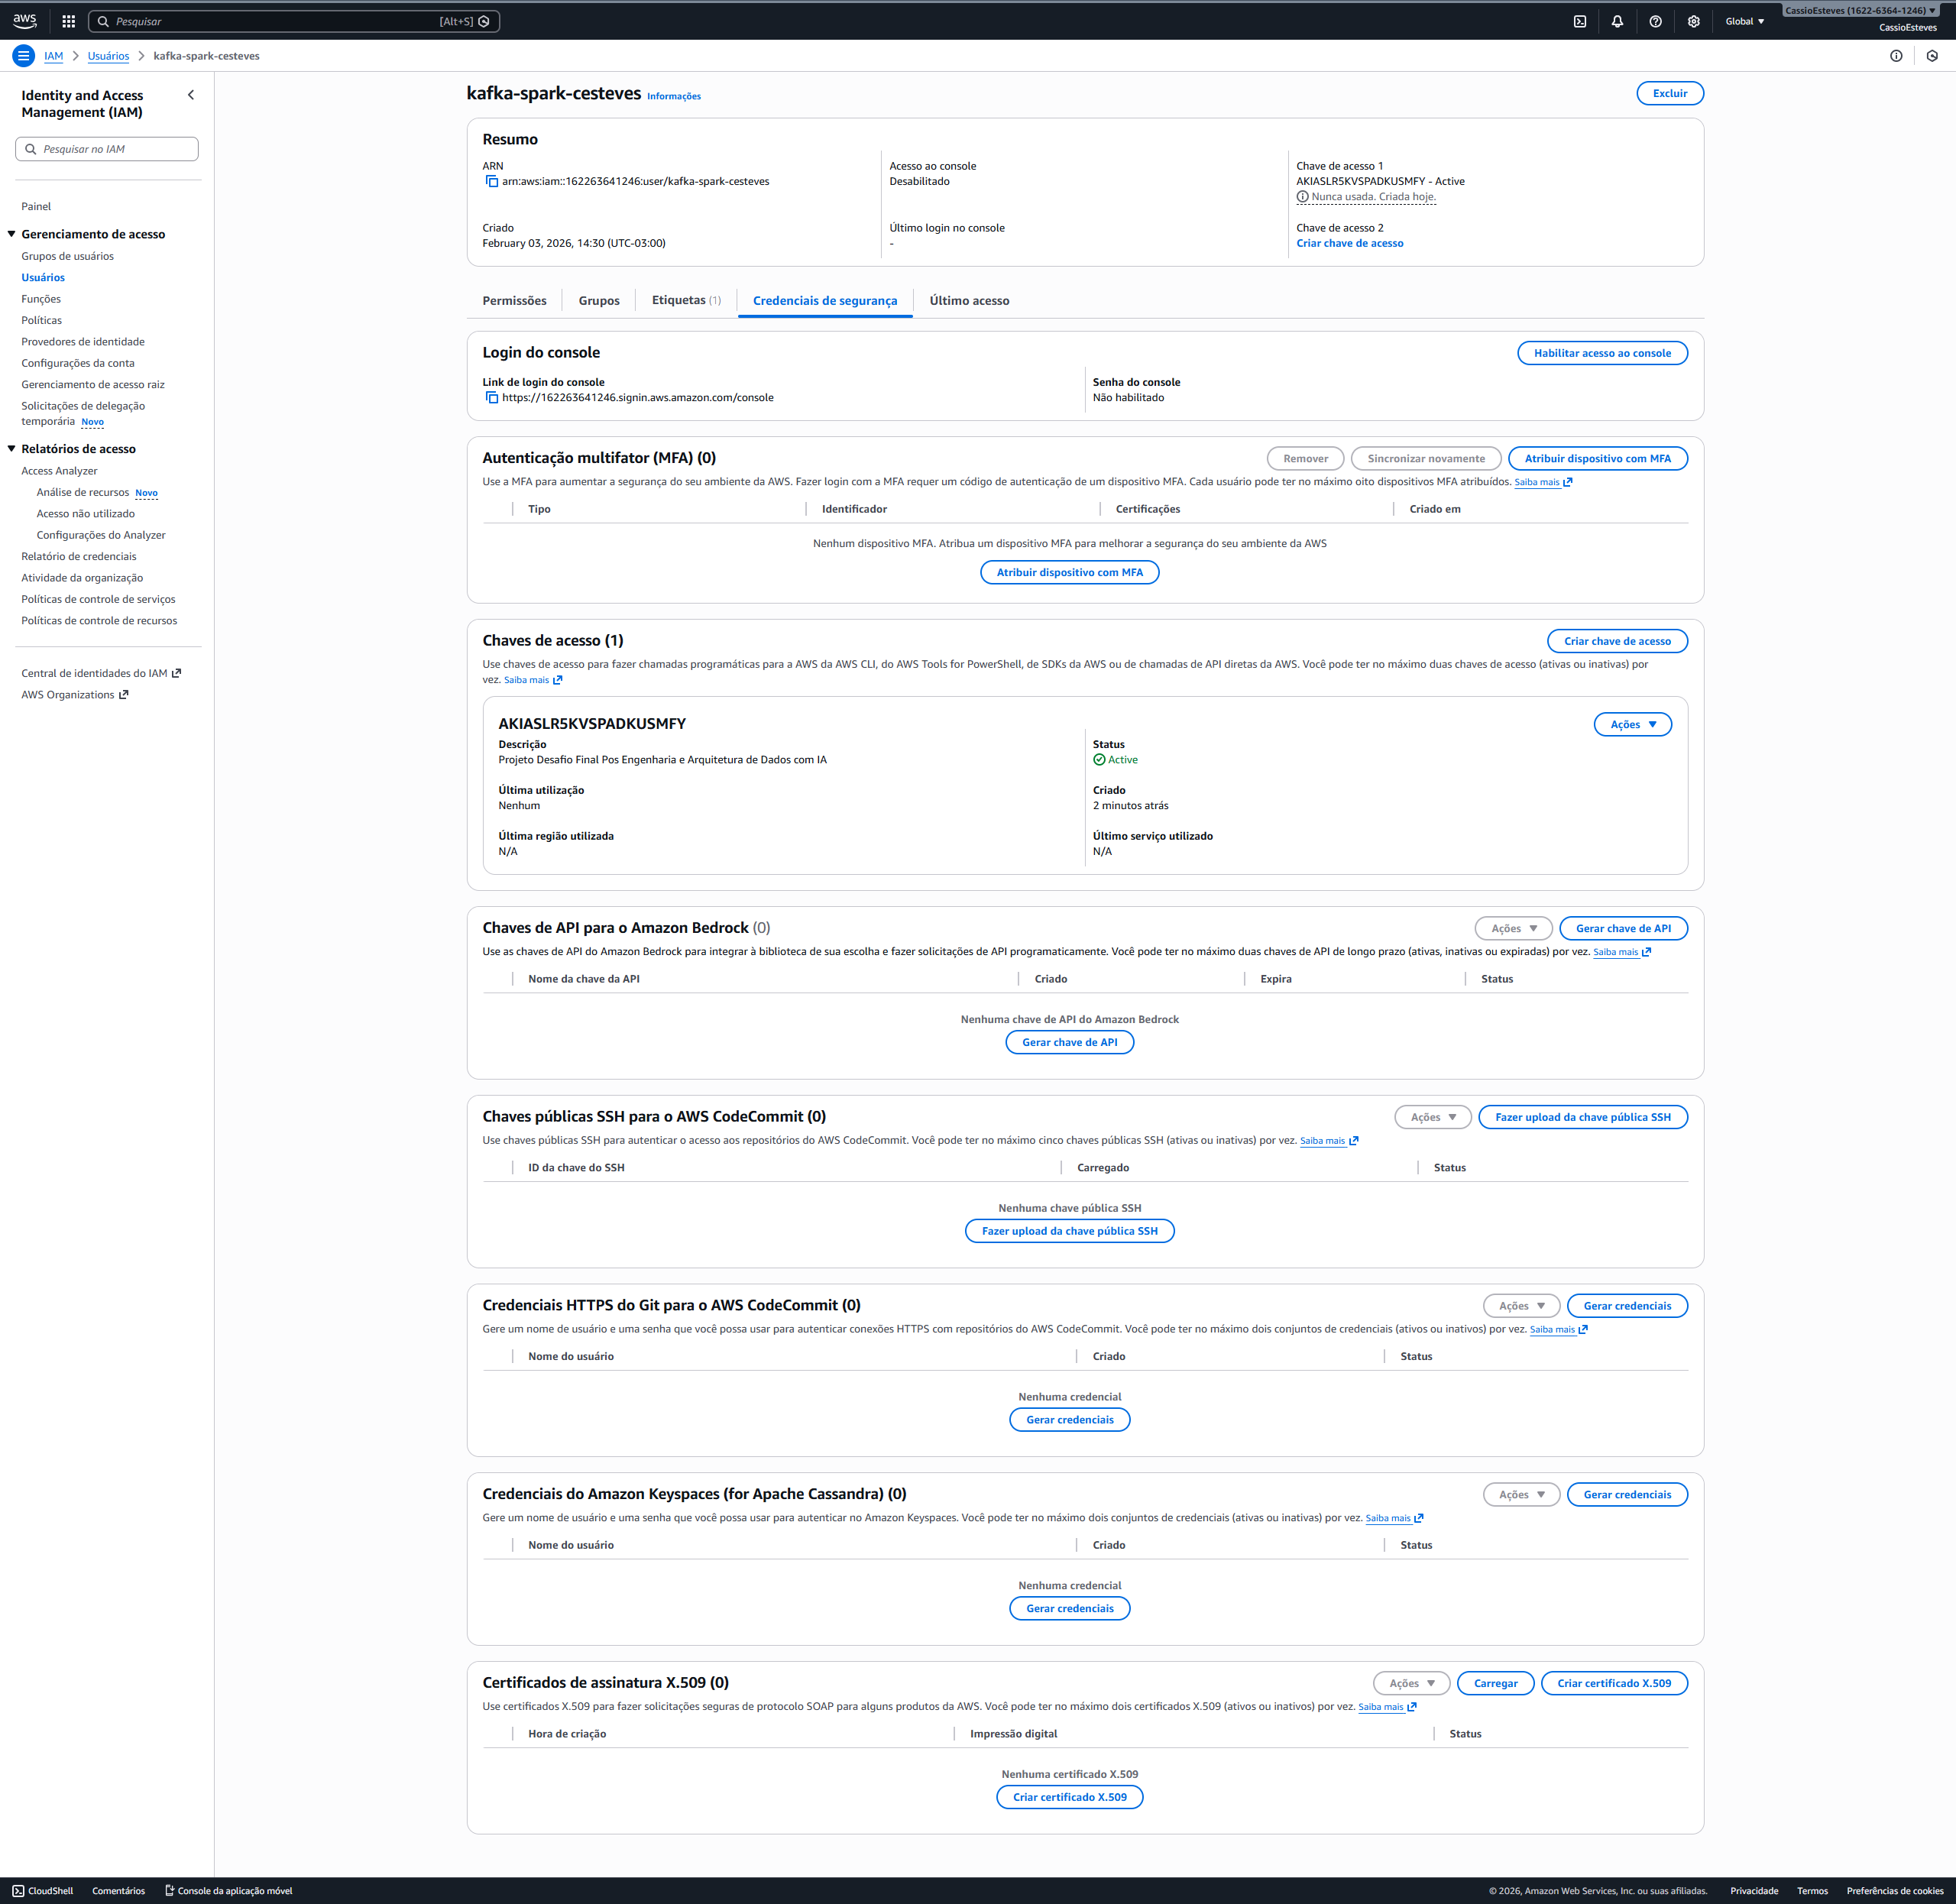 aws
Pesquisar [Alt+S]
Global
CassioEsteves (1622-6364-1246)
CassioEsteves
IAM > Usuários > kafka-spark-cesteves
Identity and Access
Management (IAM)
Pesquisar no IAM
Painel
Gerenciamento de acesso
Grupos de usuários
Usuários
Funções
Políticas
Provedores de identidade
Configurações da conta
Gerenciamento de acesso raiz
Solicitações de delegação
temporária Novo
Relatórios de acesso
Access Analyzer
Análise de recursos Novo
Acesso não utilizado
Configurações do Analyzer
Relatório de credenciais
Atividade da organização
Políticas de controle de serviços
Políticas de controle de recursos
Central de identidades do IAM
AWS Organizations
kafka-spark-cesteves Informações
Excluir
Resumo
ARN
arn:aws:iam::162263641246:user/kafka-spark-cesteves
Criado
February 03, 2026, 14:30 (UTC-03:00)
Acesso ao console
Desabilitado
Último login no console
-
Chave de acesso 1
AKIASLR5KVSPADKUSMFY - Active
Nunca usada. Criada hoje.
Chave de acesso 2
Criar chave de acesso
Permissões Grupos Etiquetas (1) Credenciais de segurança Último acesso
Login do console
Habilitar acesso ao console
Link de login do console
https://162263641246.signin.aws.amazon.com/console
Senha do console
Não habilitado
Autenticação multifator (MFA) (0)
Remover Sincronizar novamente Atribuir dispositivo com MFA
Use a MFA para aumentar a segurança do seu ambiente da AWS. Fazer login com a MFA requer um código de autenticação de um dispositivo MFA. Cada usuário pode ter no máximo oito dispositivos MFA atribuídos. Saiba mais
Tipo Identificador Certificações Criado em
Nenhum dispositivo MFA. Atribua um dispositivo MFA para melhorar a segurança do seu ambiente da AWS
Atribuir dispositivo com MFA
Chaves de acesso (1)
Criar chave de acesso
Use chaves de acesso para fazer chamadas programáticas para a AWS da AWS CLI, do AWS Tools for PowerShell, de SDKs da AWS ou de chamadas de API diretas da AWS. Você pode ter no máximo duas chaves de acesso (ativas ou inativas) por
vez. Saiba mais
AKIASLR5KVSPADKUSMFY
Ações
Descrição
Projeto Desafio Final Pos Engenharia e Arquitetura de Dados com IA
Status
Active
Última utilização
Nenhum
Criado
2 minutos atrás
Última região utilizada
N/A
Último serviço utilizado
N/A
Chaves de API para o Amazon Bedrock (0)
Ações Gerar chave de API
Use as chaves de API do Amazon Bedrock para integrar à biblioteca de sua escolha e fazer solicitações de API programaticamente. Você pode ter no máximo duas chaves de API de longo prazo (ativas, inativas ou expiradas) por vez. Saiba mais
Nome da chave da API Criado Expira Status
Nenhuma chave de API do Amazon Bedrock
Gerar chave de API
Chaves públicas SSH para o AWS CodeCommit (0)
Ações Fazer upload da chave pública SSH
Use chaves públicas SSH para autenticar o acesso aos repositórios do AWS CodeCommit. Você pode ter no máximo cinco chaves públicas SSH (ativas ou inativas) por vez. Saiba mais
ID da chave do SSH Carregado Status
Nenhuma chave pública SSH
Fazer upload da chave pública SSH
Credenciais HTTPS do Git para o AWS CodeCommit (0)
Ações Gerar credenciais
Gere um nome de usuário e uma senha que você possa usar para autenticar conexões HTTPS com repositórios do AWS CodeCommit. Você pode ter no máximo dois conjuntos de credenciais (ativos ou inativos) por vez. Saiba mais
Nome do usuário Criado Status
Nenhuma credencial
Gerar credenciais
Credenciais do Amazon Keyspaces (for Apache Cassandra) (0)
Ações Gerar credenciais
Gere um nome de usuário e uma senha que você possa usar para autenticar no Amazon Keyspaces. Você pode ter no máximo dois conjuntos de credenciais (ativas ou inativas) por vez. Saiba mais
Nome do usuário Criado Status
Nenhuma credencial
Gerar credenciais
Certificados de assinatura X.509 (0)
Ações Carregar Criar certificado X.509
Use certificados X.509 para fazer solicitações seguras de protocolo SOAP para alguns produtos da AWS. Você pode ter no máximo dois certificados X.509 (ativos ou inativos) por vez. Saiba mais
Hora de criação Impressão digital Status
Nenhuma certificado X.509
Criar certificado X.509
CloudShell Comentários Console da aplicação móvel
© 2026, Amazon Web Services, Inc. ou suas afiliadas. Privacidade Termos Preferências de cookies